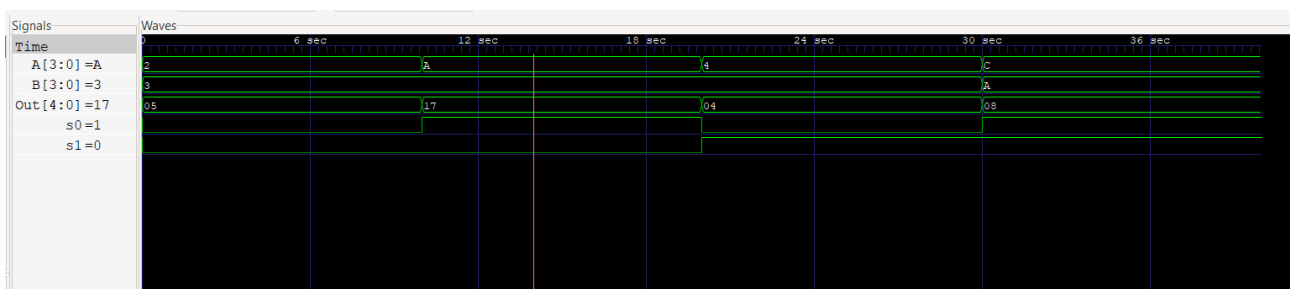 Signals Waves
Time 0 6 sec 12 sec 18 sec 24 sec 30 sec 36 sec
A[3:0]=A 2 A 4 C
B[3:0]=3 3 A
Out[4:0]=17 05 17 04 08
s0=1
s1=0